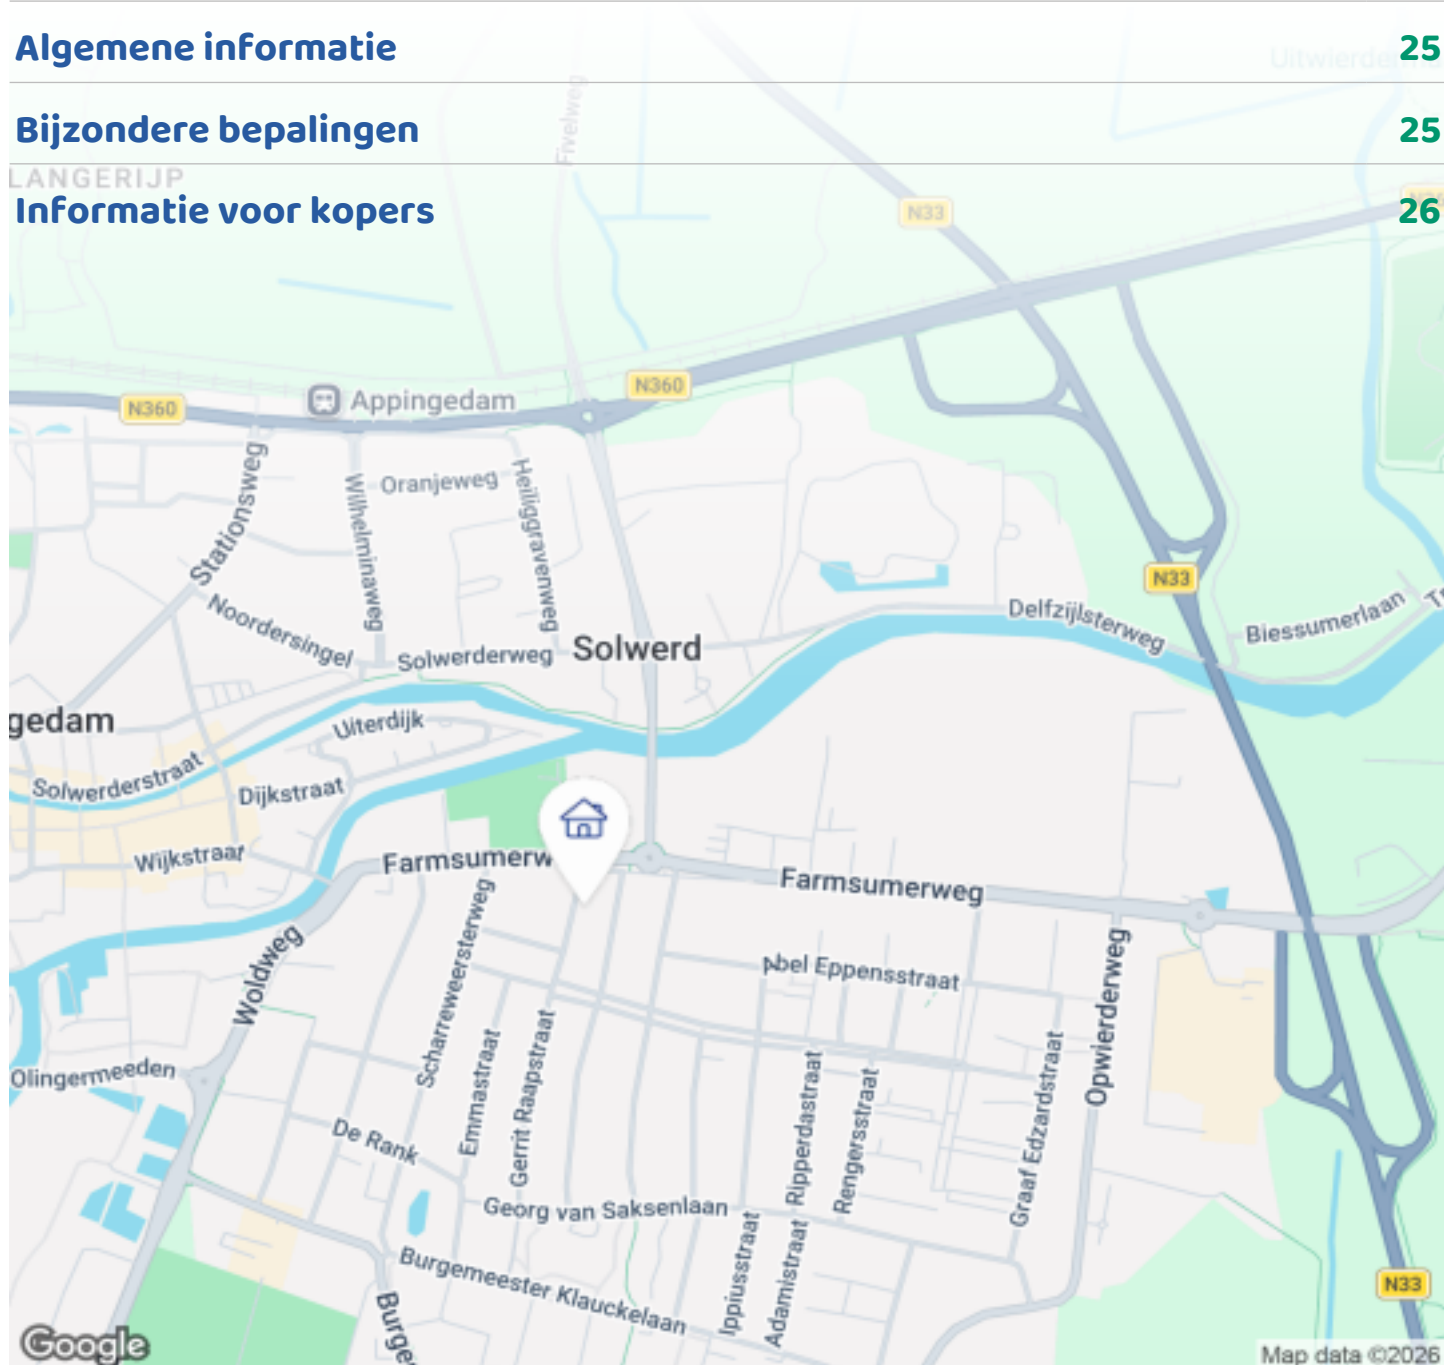 Algemene informatie 25
Uitwierder
Bijzondere bepalingen 25
Fivelweg
LANGERIJP
Informatie voor kopers 26
N33
N360
Appingedam
N360
Oranjeweg
Stationsweg
Wilhelminaweg
Heiliggravenweg
N33
Noordersingel
Solwerderweg
Solwerd
Delfzijlsterweg
Biessumerlaan
Tr
gedam
Uiterdijk
Solwerderstraat
Dijkstraat
Wijkstraat
Farmsumerw
Farmsumerweg
Woldweg
Scharreweersterweg
Abel Eppensstraat
Opwierderweg
Olingermeeden
Emmastraat
Gerrit Raapstraat
Ripperdastraat
Rengersstraat
Graaf Edzardstraat
De Rank
Georg van Saksenlaan
Burgemeester Klauckelaan
Ippiusstraat
Adamistraat
N33
Burge
Google
Map data ©2026